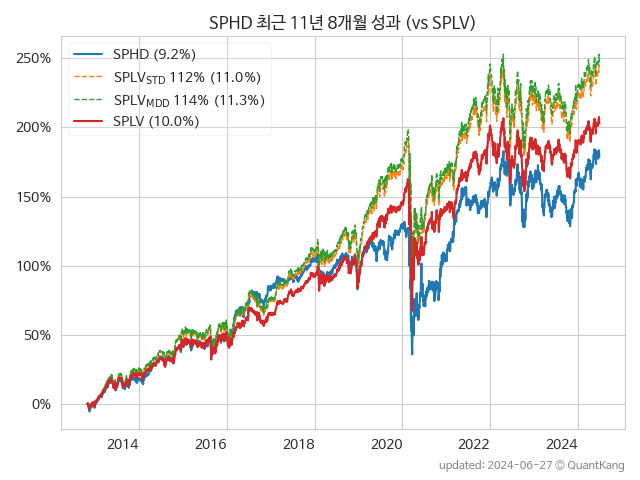 SPHD 최근 11년 8개월 성과 (vs SPLV)
SPHD (9.2%)
SPLV_STD 112% (11.0%)
SPLV_MDD 114% (11.3%)
SPLV (10.0%)
250%
200%
150%
100%
50%
0%
2014 2016 2018 2020 2022 2024
updated: 2024-06-27 © QuantKang